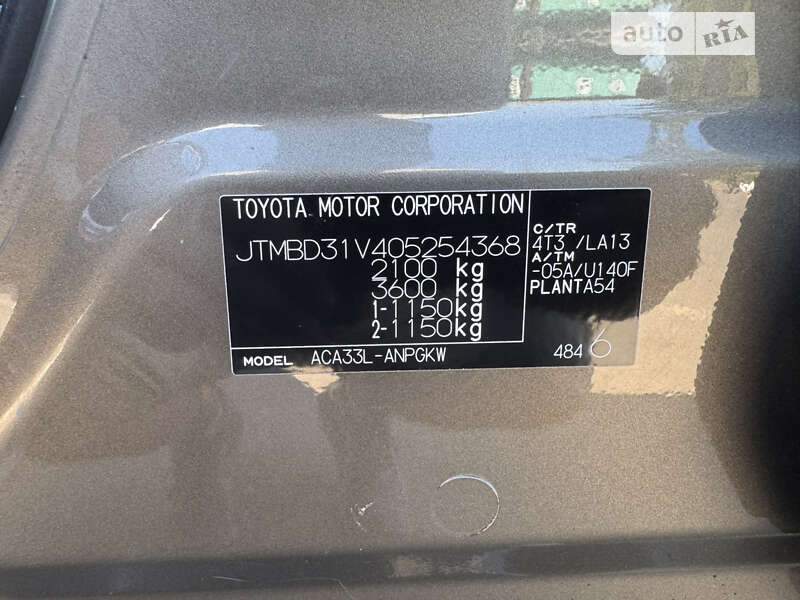 auto RIA
TOYOTA MOTOR CORPORATION
JTMBD31V405254368
2100 kg
3600 kg
1-1150kg
2-1150kg
C/TR
4T3 /LA13
A/TM
-05A/U140F
PLANTA54
MODEL ACA33L-ANPGKW
484 6